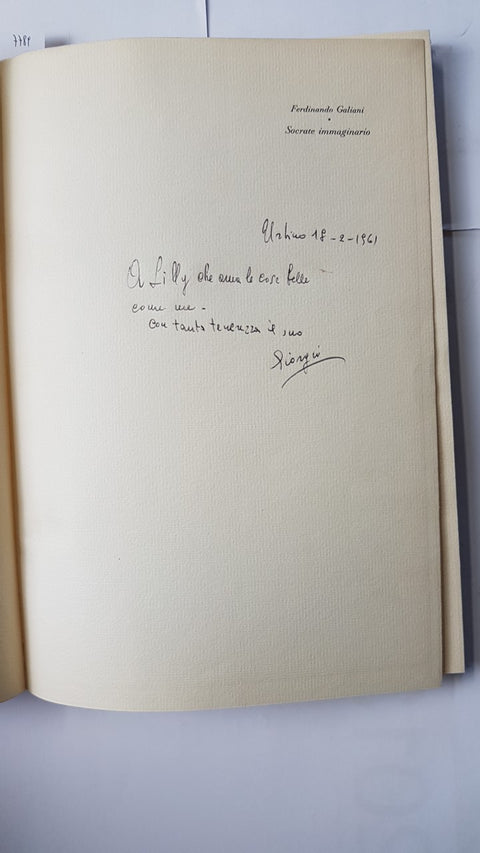 7789
Ferdinando Galiani
•
Socrate immaginario
Urbino 18-2-1961
A Lilly che ama le cose belle
come me -
con tanta tenerezza il suo
Giorgio